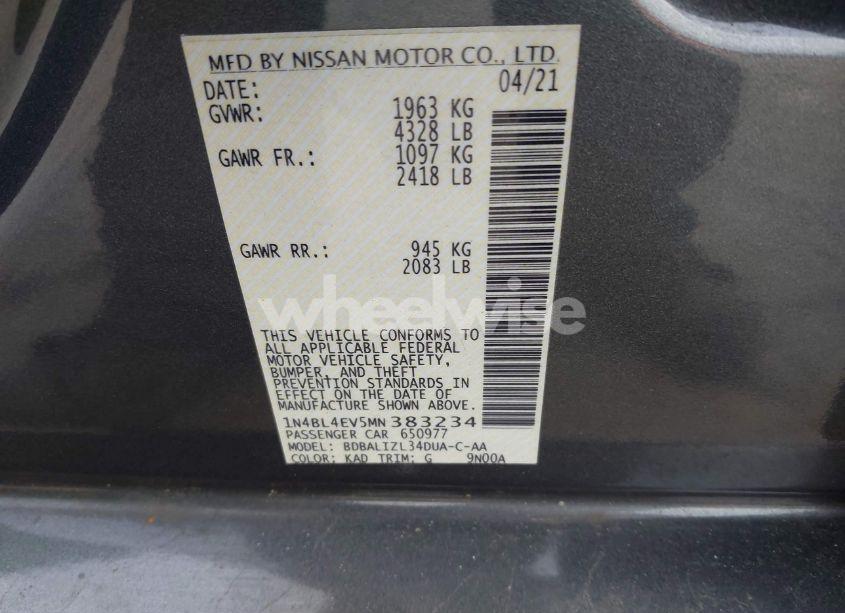 MFD BY NISSAN MOTOR CO., LTD.
DATE: 04/21
GVWR: 1963 KG
4328 LB
GAWR FR.: 1097 KG
2418 LB
GAWR RR.: 945 KG
2083 LB
wheelwise
THIS VEHICLE CONFORMS TO
ALL APPLICABLE FEDERAL
MOTOR VEHICLE SAFETY,
BUMPER, AND THEFT
PREVENTION STANDARDS IN
EFFECT ON THE DATE OF
MANUFACTURE SHOWN ABOVE.
1N4BL4EV5MN383234
PASSENGER CAR 650977
MODEL: BDBALIZL34DUA-C-AA
COLOR: KAD TRIM: G 9N00A